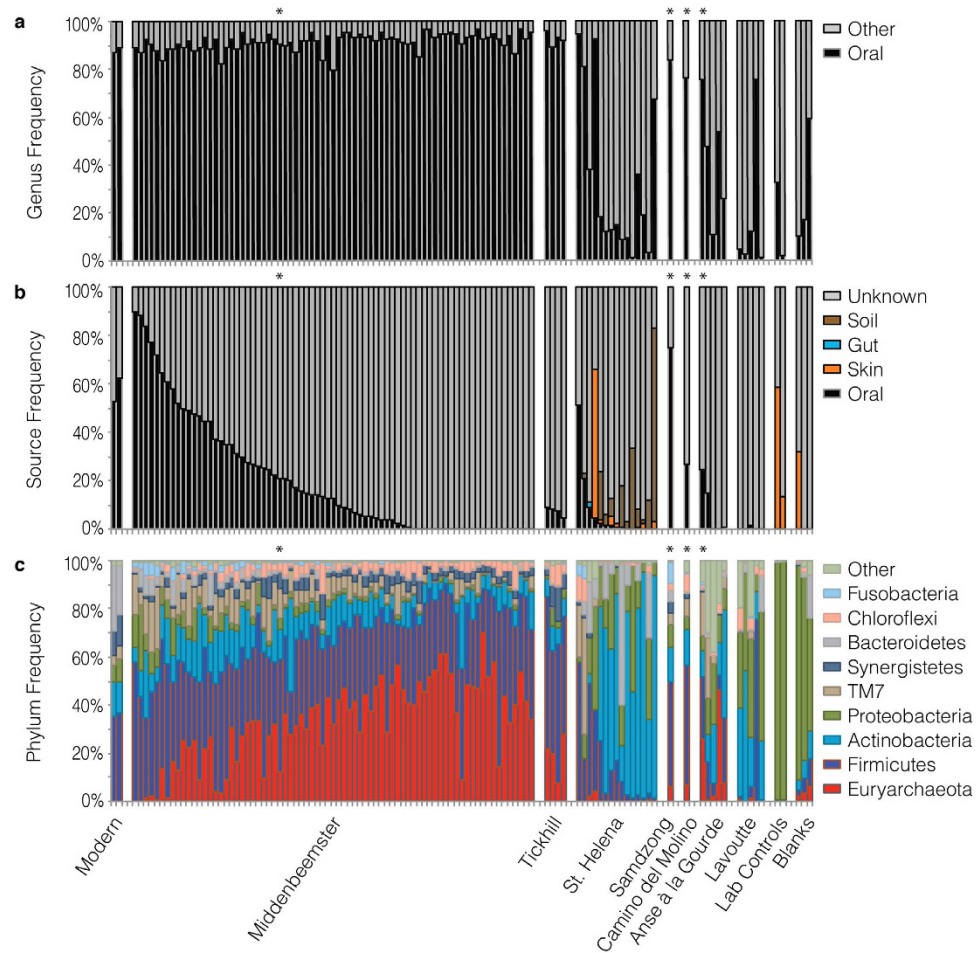 a
* * * *
100%
80%
60%
40%
20%
0%
Genus Frequency
Other
Oral
b
* * * *
100%
80%
60%
40%
20%
0%
Source Frequency
Unknown
Soil
Gut
Skin
Oral
c
* * * *
100%
80%
60%
40%
20%
0%
Phylum Frequency
Other
Fusobacteria
Chloroflexi
Bacteroidetes
Synergistetes
TM7
Proteobacteria
Actinobacteria
Firmicutes
Euryarchaeota
Modern
Middenbeemster
Tickhill
St. Helena
Samdzong
Camino del Molino
Anse à la Gourde
Lavoutte
Lab Controls
Blanks